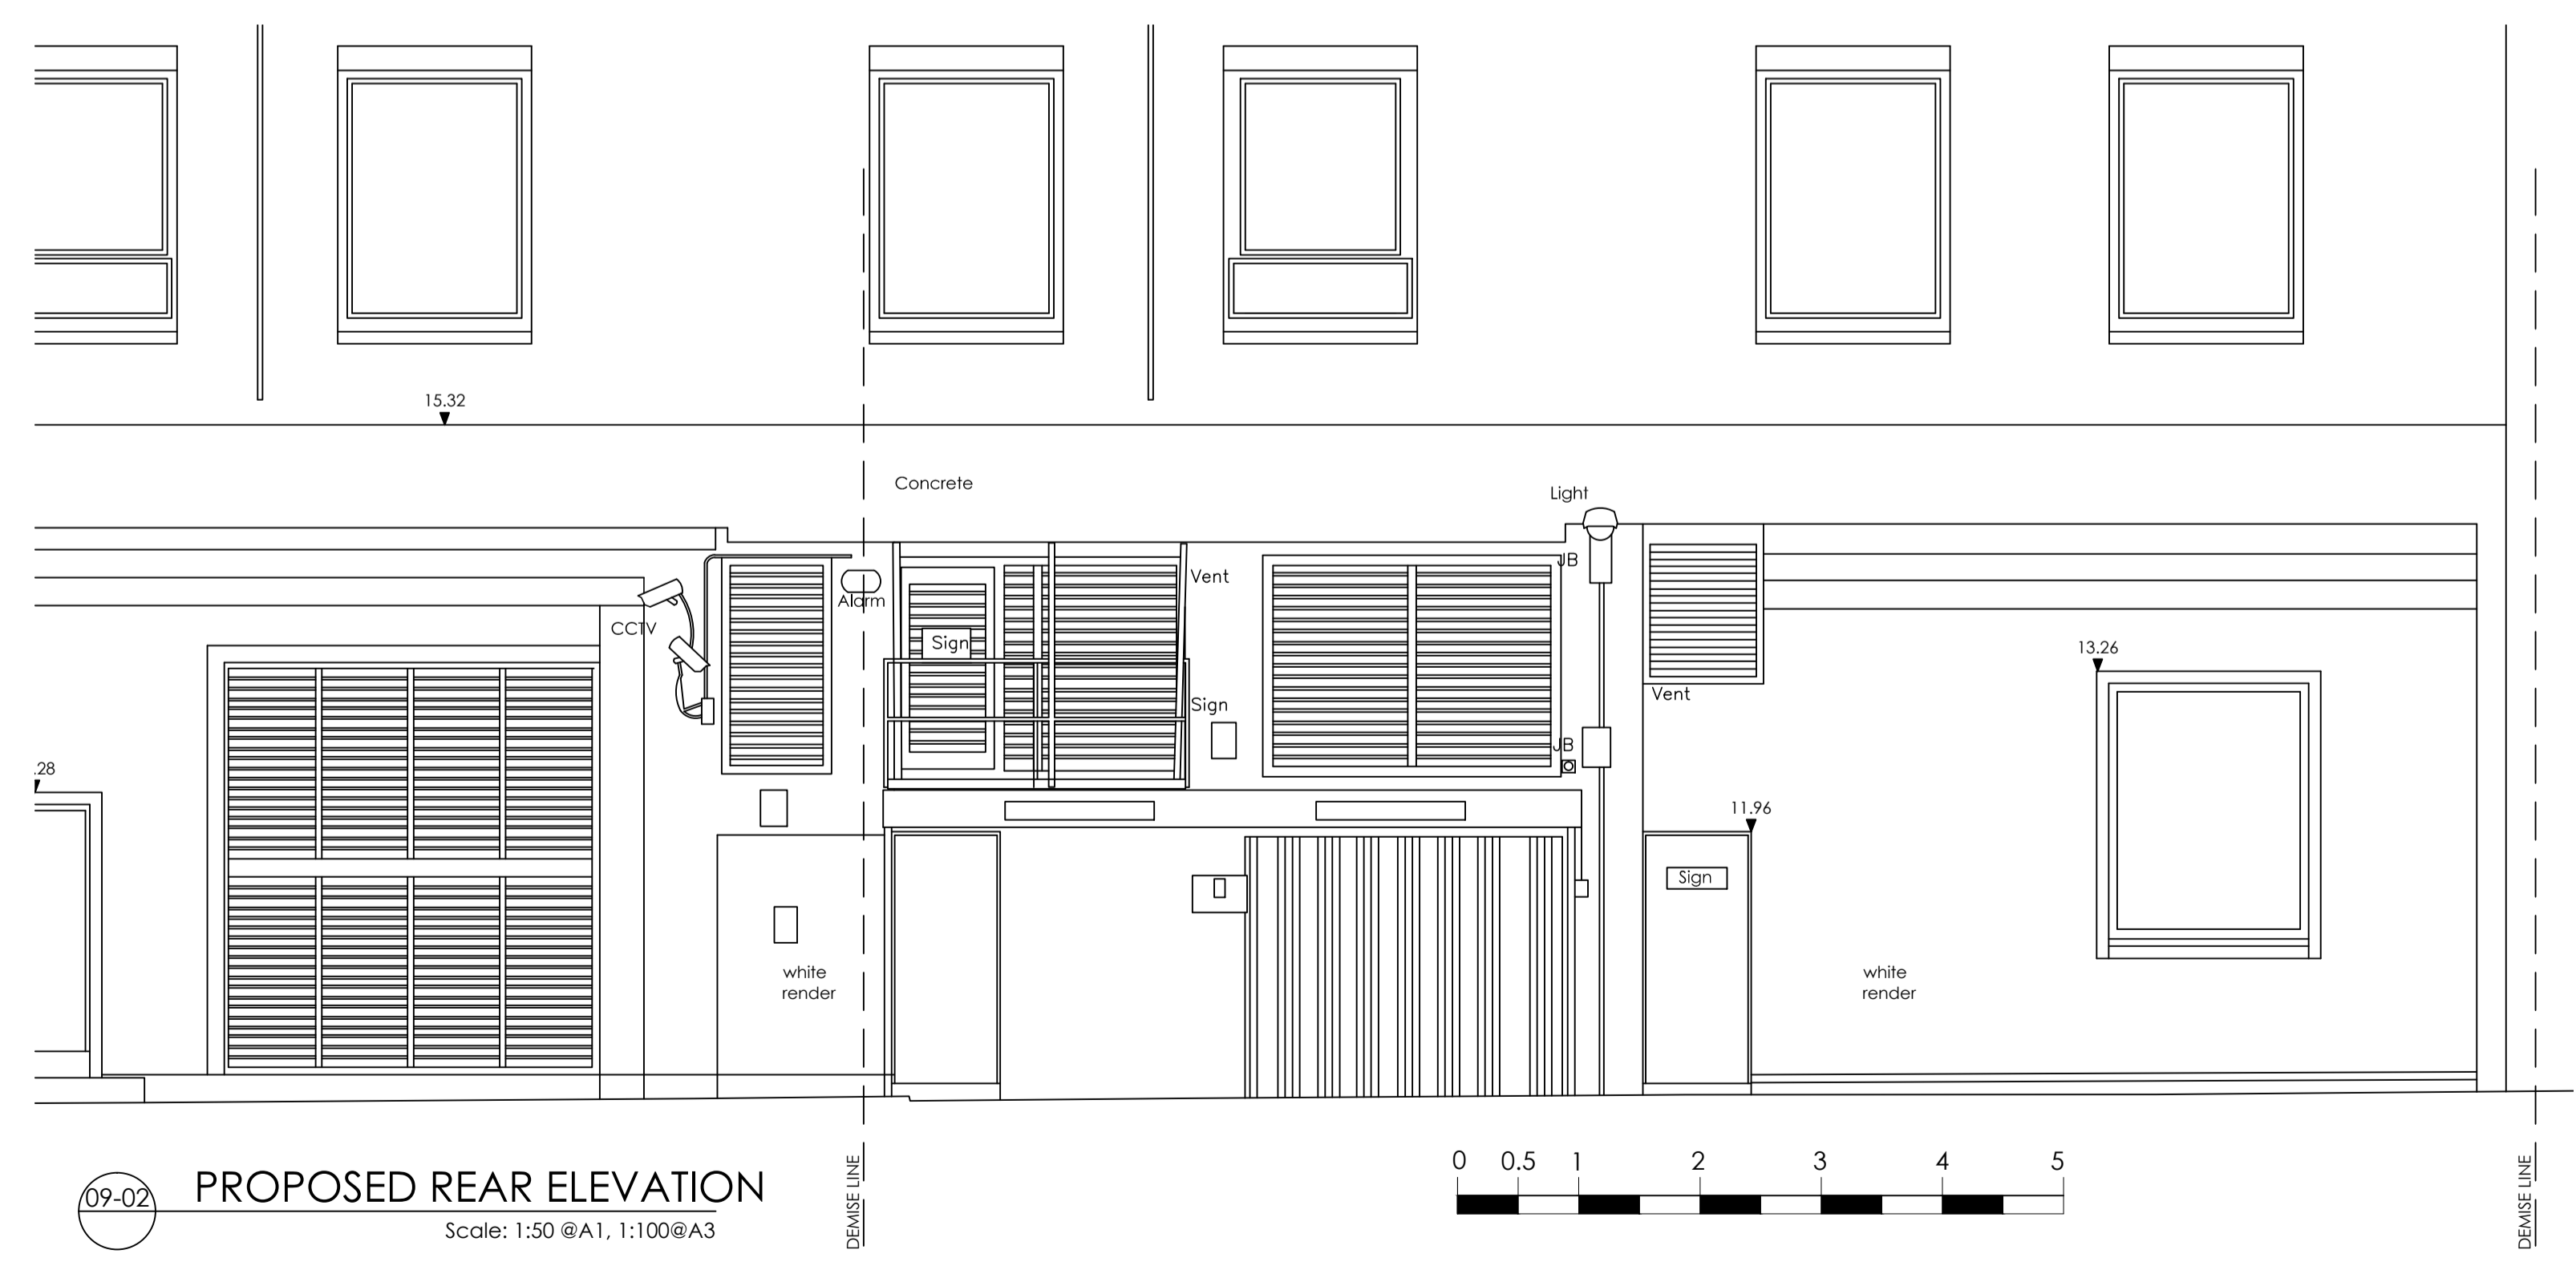 15.32
Concrete
Light
JB
Vent
Alarm
CCTV
Sign
13.26
Vent
Sign
JB
.28
11.96
Sign
white
render
white
render
0 0.5 1 2 3 4 5
09-02
PROPOSED REAR ELEVATION
Scale: 1:50 @A1, 1:100@A3
DEMISE LINE
DEMISE LINE